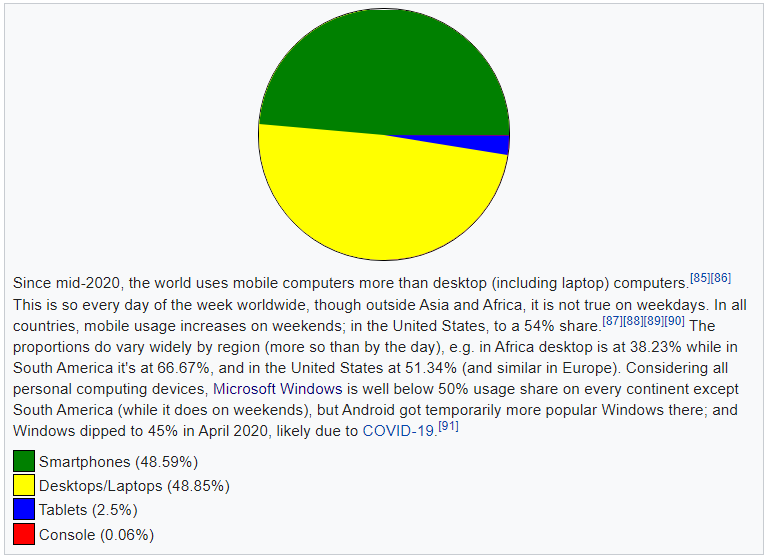 Since mid-2020, the world uses mobile computers more than desktop (including laptop) computers.[85][86]
This is so every day of the week worldwide, though outside Asia and Africa, it is not true on weekdays. In all
countries, mobile usage increases on weekends; in the United States, to a 54% share.[87][88][89][90] The
proportions do vary widely by region (more so than by the day), e.g. in Africa desktop is at 38.23% while in
South America it's at 66.67%, and in the United States at 51.34% (and similar in Europe). Considering all
personal computing devices, Microsoft Windows is well below 50% usage share on every continent except
South America (while it does on weekends), but Android got temporarily more popular Windows there; and
Windows dipped to 45% in April 2020, likely due to COVID-19.[91]
Smartphones (48.59%)
Desktops/Laptops (48.85%)
Tablets (2.5%)
Console (0.06%)